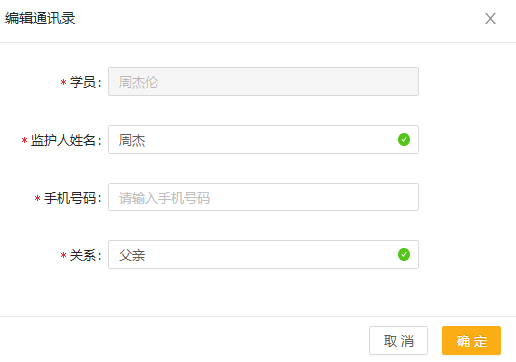 编辑通讯录
* 学员: 周杰伦
* 监护人姓名: 周杰
* 手机号码: 请输入手机号码
* 关系: 父亲
取 消 确 定